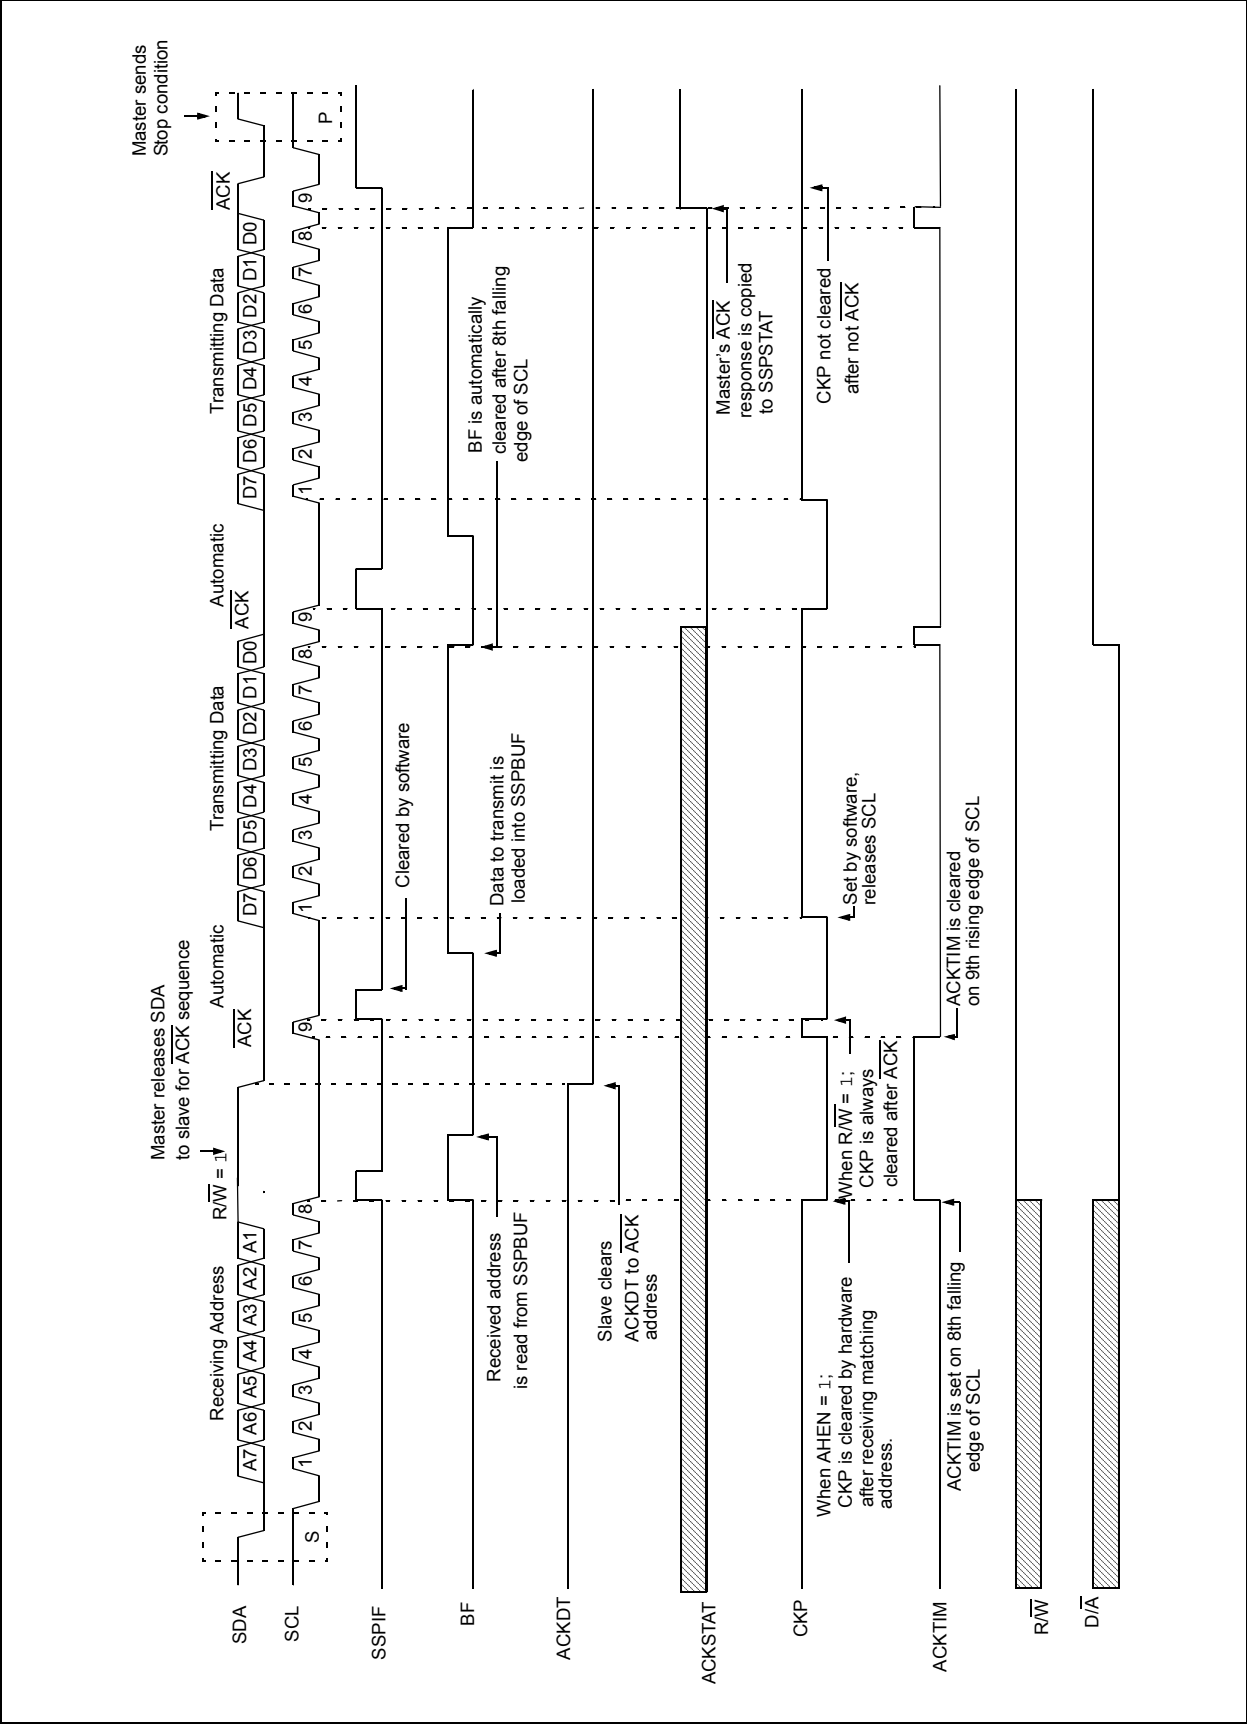 Master releases SDA
to slave for ACK sequence
Master sends
Stop condition
Receiving Address
R/W = 1
ACK
Automatic
Transmitting Data
ACK
Automatic
Transmitting Data
ACK
SDA
A7 A6 A5 A4 A3 A2 A1
D7 D6 D5 D4 D3 D2 D1 D0
D7 D6 D5 D4 D3 D2 D1 D0
SCL
S
1 2 3 4 5 6 7 8 9
1 2 3 4 5 6 7 8 9
1 2 3 4 5 6 7 8 9
P
SSPIF
Cleared by software
BF
Received address
is read from SSPBUF
Data to transmit is
loaded into SSPBUF
BF is automatically
cleared after 8th falling
edge of SCL
ACKDT
Slave clears
ACKDT to ACK
address
ACKSTAT
Master's ACK
response is copied
to SSPSTAT
CKP
When AHEN = 1;
CKP is cleared by hardware
after receiving matching
address.
When R/W = 1;
CKP is always
cleared after ACK
Set by software,
releases SCL
CKP not cleared
after not ACK
ACKTIM
ACKTIM is set on 8th falling
edge of SCL
ACKTIM is cleared
on 9th rising edge of SCL
R/W
D/A